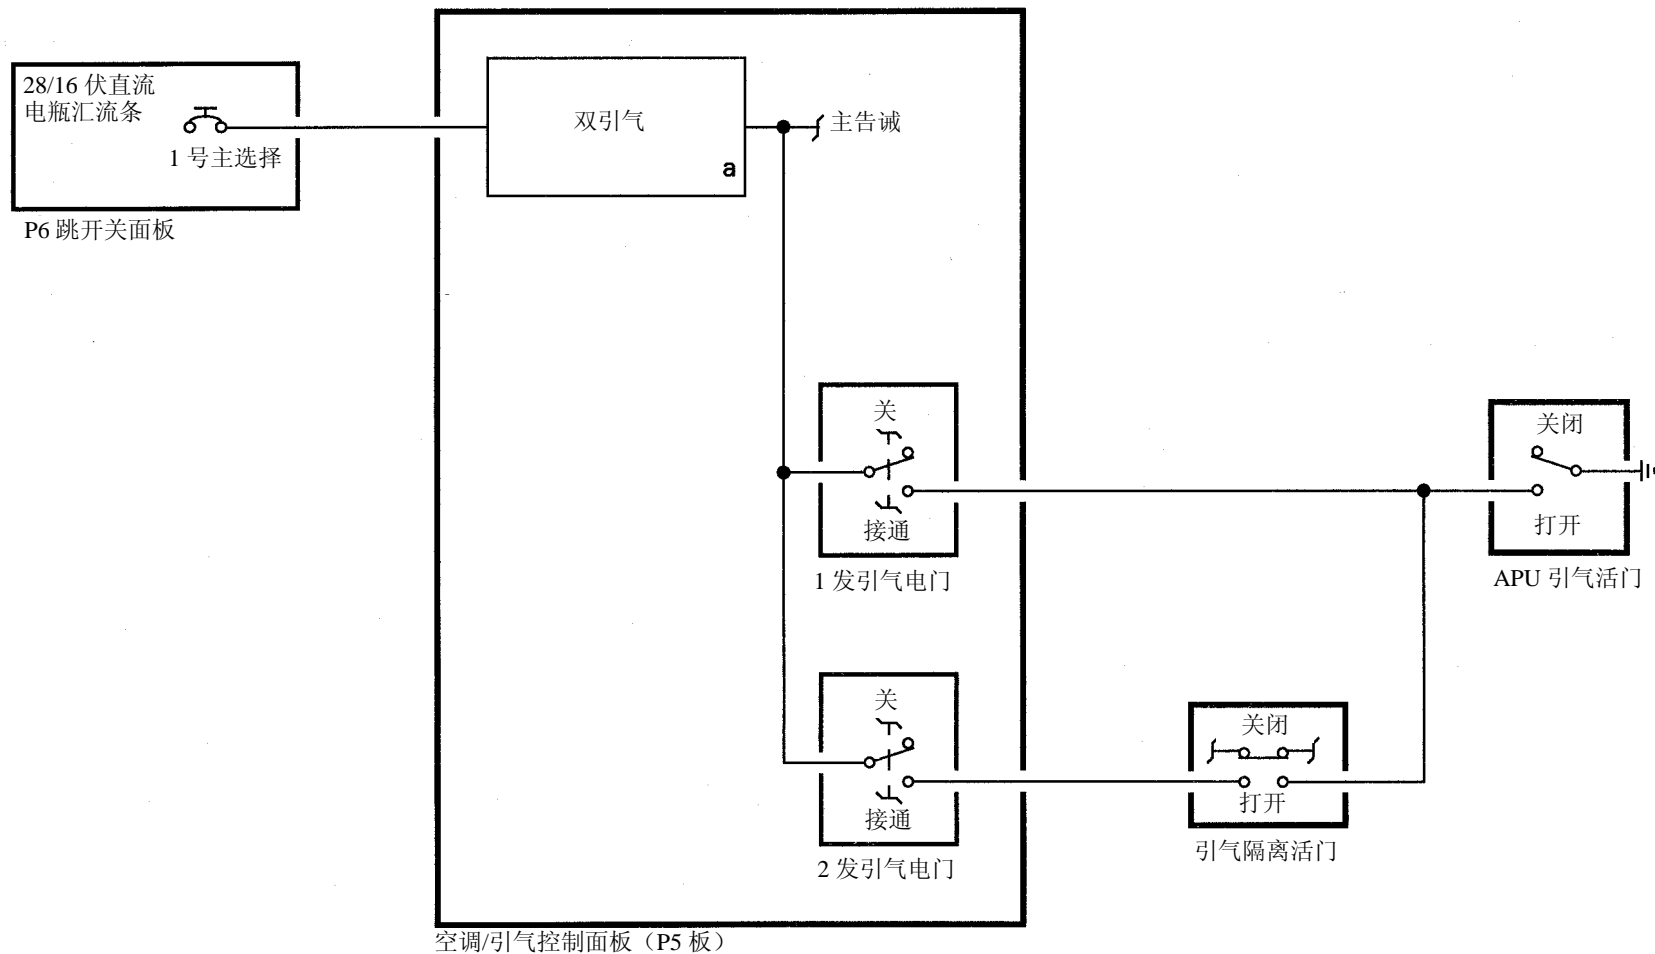 28/16 伏直流
电瓶汇流条
1 号主选择
P6 跳开关面板
双引气
a
主告诫
关
接通
1 发引气电门
关
接通
2 发引气电门
关闭
打开
APU 引气活门
关闭
打开
引气隔离活门
空调/引气控制面板（P5 板）